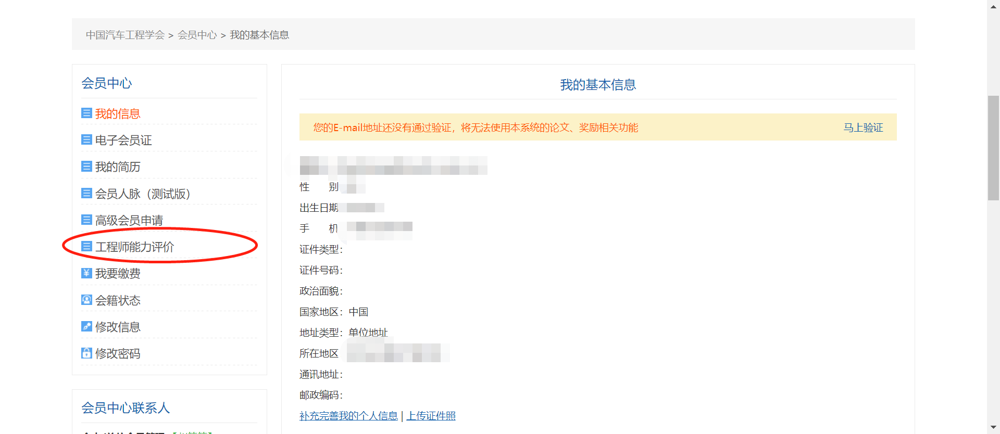 中国汽车工程学会 > 会员中心 > 我的基本信息
会员中心
我的信息
电子会员证
我的简历
会员人脉（测试版）
高级会员申请
工程师能力评价
我要缴费
会籍状态
修改信息
修改密码
会员中心联系人
我的基本信息
您的E-mail地址还没有通过验证，将无法使用本系统的论文、奖励相关功能 马上验证
性 别
出生日期
手 机
证件类型：
证件号码：
政治面貌：
国家地区：中国
地址类型：单位地址
所在地区
通讯地址：
邮政编码：
补充完善我的个人信息 | 上传证件照